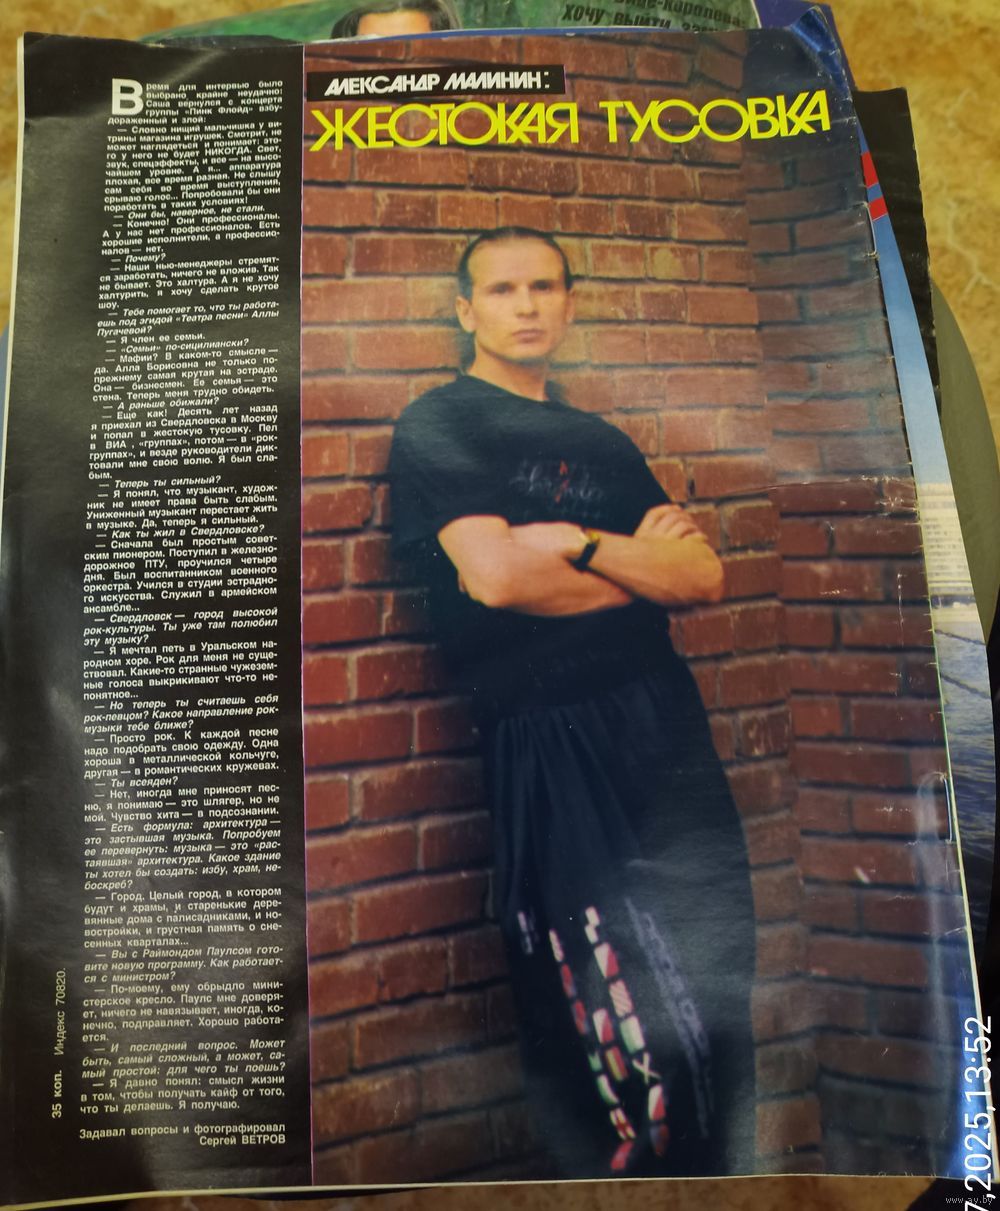 Хочу выйти
АЛЕКСАНДР МАЛИНИН:
ЖЕСТОКАЯ ТУСОВКА
Время для интервью было
выбрано крайне неудачно:
Саша вернулся с концерта
группы «Пинк Флойд» взбу-
дораженный и злой:
— Словно нищий мальчишка у ви-
трины магазина игрушек. Смотрит, не
может наглядеться и понимает: это-
го у него не будет НИКОГДА. Свет,
звук, спецэффекты, и все — на высо-
чайшем уровне. А я... аппаратура
плохая, все время разная. Не слышу
сам себя во время выступления,
срываю голос... Попробовали бы они
поработать в таких условиях!
— Они бы, наверное, не стали.
— Конечно! Они профессионалы.
А у нас нет профессионалов. Есть
хорошие исполнители, а профессио-
налов — нет.
— Почему?
— Наши нью-менеджеры стремят-
ся заработать, ничего не вложив. Так
не бывает. Это халтура. А я не хочу
халтурить, я хочу сделать крутое
шоу.
— Тебе помогает то, что ты работа-
ешь под эгидой «Театра песни» Аллы
Пугачевой?
— Я член ее семьи.
— «Семьи» по-сицилиански?
— Мафии? В каком-то смысле —
да. Алла Борисовна не только по-
прежнему самая крутая на эстраде.
Она — бизнесмен. Ее семья — это
стена. Теперь меня трудно обидеть.
— А раньше обижали?
— Еще как! Десять лет назад
я приехал из Свердловска в Москву
и попал в жестокую тусовку. Пел
в ВИА , «группах», потом — в «рок-
группах», и везде руководители дик-
товали мне свою волю. Я был сла-
бым.
— Теперь ты сильный?
— Я понял, что музыкант, худож-
ник не имеет права быть слабым.
Униженный музыкант перестает жить
в музыке. Да, теперь я сильный.
— Как ты жил в Свердловске?
— Сначала был простым совет-
ским пионером. Поступил в железно-
дорожное ПТУ, проучился четыре
дня. Был воспитанником военного
оркестра. Учился в студии эстрадно-
го искусства. Служил в армейском
ансамбле...
— Свердловск — город высокой
рок-культуры. Ты уже там полюбил
эту музыку?
— Я мечтал петь в Уральском на-
родном хоре. Рок для меня не суще-
ствовал. Какие-то странные чужезем-
ные голоса выкрикивают что-то не-
понятное...
— Но теперь ты считаешь себя
рок-певцом? Какое направление рок-
музыки тебе ближе?
— Просто рок. К каждой песне
надо подобрать свою одежду. Одна
хороша в металлической кольчуге,
другая — в романтических кружевах.
— Ты всеяден?
— Нет, иногда мне приносят пес-
ню, я понимаю — это шлягер, но не
мой. Чувство хита — в подсознании.
— Есть формула: архитектура —
это застывшая музыка. Попробуем
ее перевернуть: музыка — это «рас-
таявшая» архитектура. Какое здание
ты хотел бы создать: избу, храм, не-
боскреб?
— Город. Целый город, в котором
будут и храмы, и старенькие дере-
вянные дома с палисадниками, и но-
востройки, и грустная память о сне-
сенных кварталах...
— Вы с Раймондом Паулсом гото-
вите новую программу. Как работает-
ся с министром?
— По-моему, ему обрыдло мини-
стерское кресло. Паулс мне доверя-
ет, ничего не навязывает, иногда, ко-
нечно, подправляет. Хорошо работа-
ется.
— И последний вопрос. Может
быть, самый сложный, а может, са-
мый простой: для чего ты поешь?
— Я давно понял: смысл жизни
в том, чтобы получать кайф от того,
что ты делаешь. Я получаю.
Задавал вопросы и фотографировал
Сергей ВЕТРОВ
35 коп. Индекс 70820.
7,2025,13:52
www.ay.by